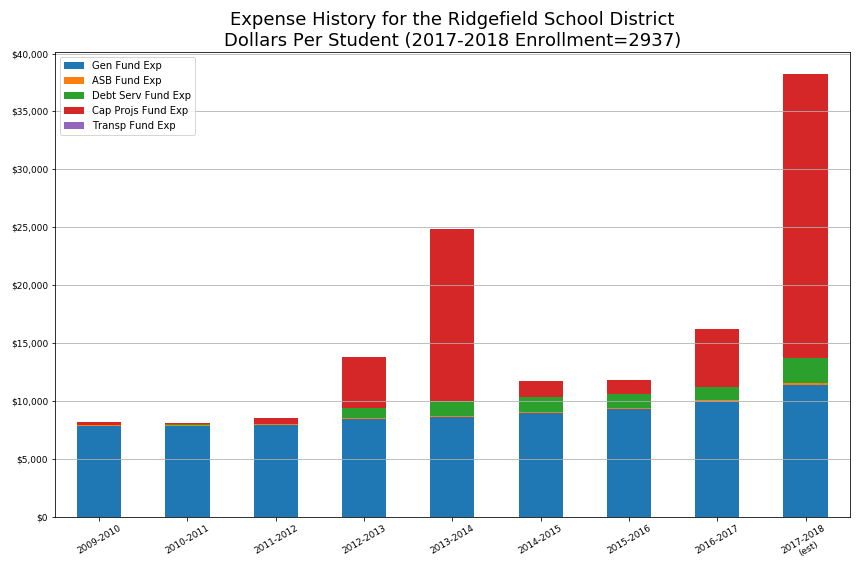 Expense History for the Ridgefield School District
Dollars Per Student (2017-2018 Enrollment=2937)
$40,000
$35,000
$30,000
$25,000
$20,000
$15,000
$10,000
$5,000
$0
Gen Fund Exp
ASB Fund Exp
Debt Serv Fund Exp
Cap Projs Fund Exp
Transp Fund Exp
2009-2010
2010-2011
2011-2012
2012-2013
2013-2014
2014-2015
2015-2016
2016-2017
2017-2018
(est)